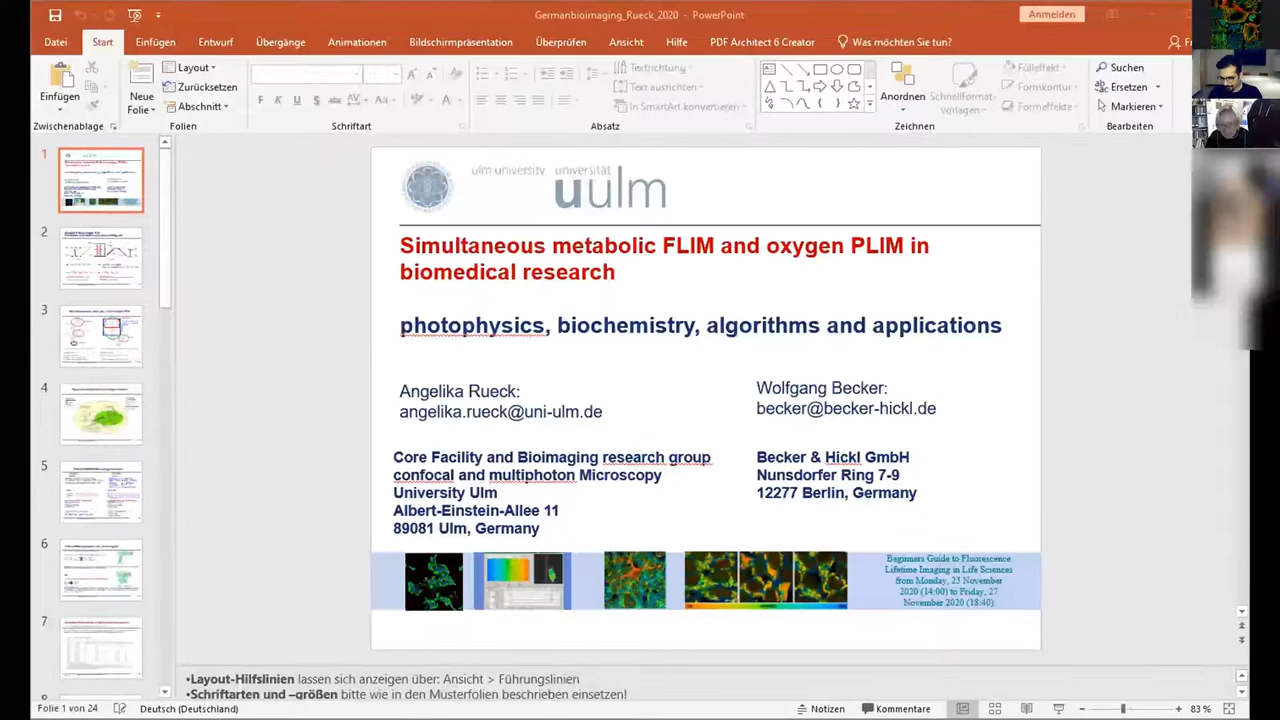 Germanbioimaging_Rueck_2020 - PowerPoint
Anmelden
Datei Start Einfügen Entwurf Übergänge Animationen Bildschirmpräsentation Überprüfen Ansicht Hilfe PDF Architect 6 Creator Was möchten Sie tun?
Einfügen
Neue Folie
Layout
Zurücksetzen
Abschnitt
Textrichtung
Text ausrichten
In SmartArt konvertieren
Anordnen
Schnellformat-
vorlagen
Fülleffekt
Formkontur
Formeffekte
Suchen
Ersetzen
Markieren
Zwischenablage Folien Schriftart Absatz Zeichnen Bearbeiten
1
2
3
4
5
6
7
ulm university universität
uulm
Simultaneous metabolic FLIM and oxygen PLIM in
biomedical research
photophysics, biochemistry, algorithms and applications
Angelika Rueck:
angelika.rueck@uni-ulm.de
Wolfgang Becker:
becker@becker-hickl.de
Core Facility and Bioimaging research group
confocal and multiphoton Microscopy
University Ulm
Albert-Einstein-Allee 11
89081 Ulm, Germany
Becker & Hickl GmbH
Nunsdorfer Ring 7-9
12277 Berlin, Germany
Beginners Guide to Fluorescence
Lifetime Imaging in Life Sciences
from Monday, 23 November
2020 (14:00) to Friday, 27
November 2020 (18:40)
•Layout-Hilfslinien lassen sich anzeigen über: Ansicht > Führungslinien
•Schriftarten und –größen bitte wie in den Musterfolien beschrieben einsetzen!
Folie 1 von 24 Deutsch (Deutschland) Notizen Kommentare 83 %